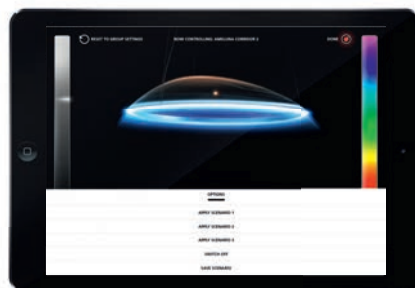 RESET TO GROUP SETTINGS
NOW CONTROLLING: AMELUNA CORRIDOR 2
DONE
OPTIONS
APPLY SCENARIO 1
APPLY SCENARIO 2
APPLY SCENARIO 3
SWITCH OFF
SAVE SCENARIO